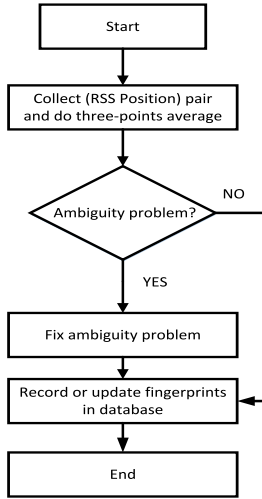 Start
Collect (RSS Position) pair
and do three-points average
Ambiguity problem?
NO
YES
Fix ambiguity problem
Record or update fingerprints
in database
End